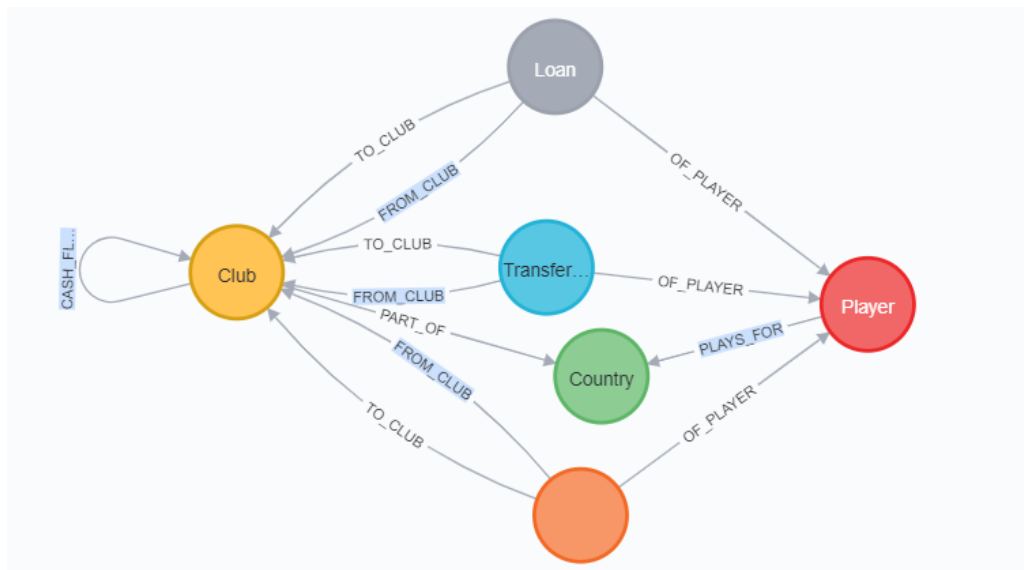 Loan
TO_CLUB
OF_PLAYER
FROM_CLUB
TO_CLUB
CASH_FL...
Club
Transfer...
OF_PLAYER
FROM_CLUB
Player
PART_OF
PLAYS_FOR
FROM_CLUB
Country
OF_PLAYER
TO_CLUB